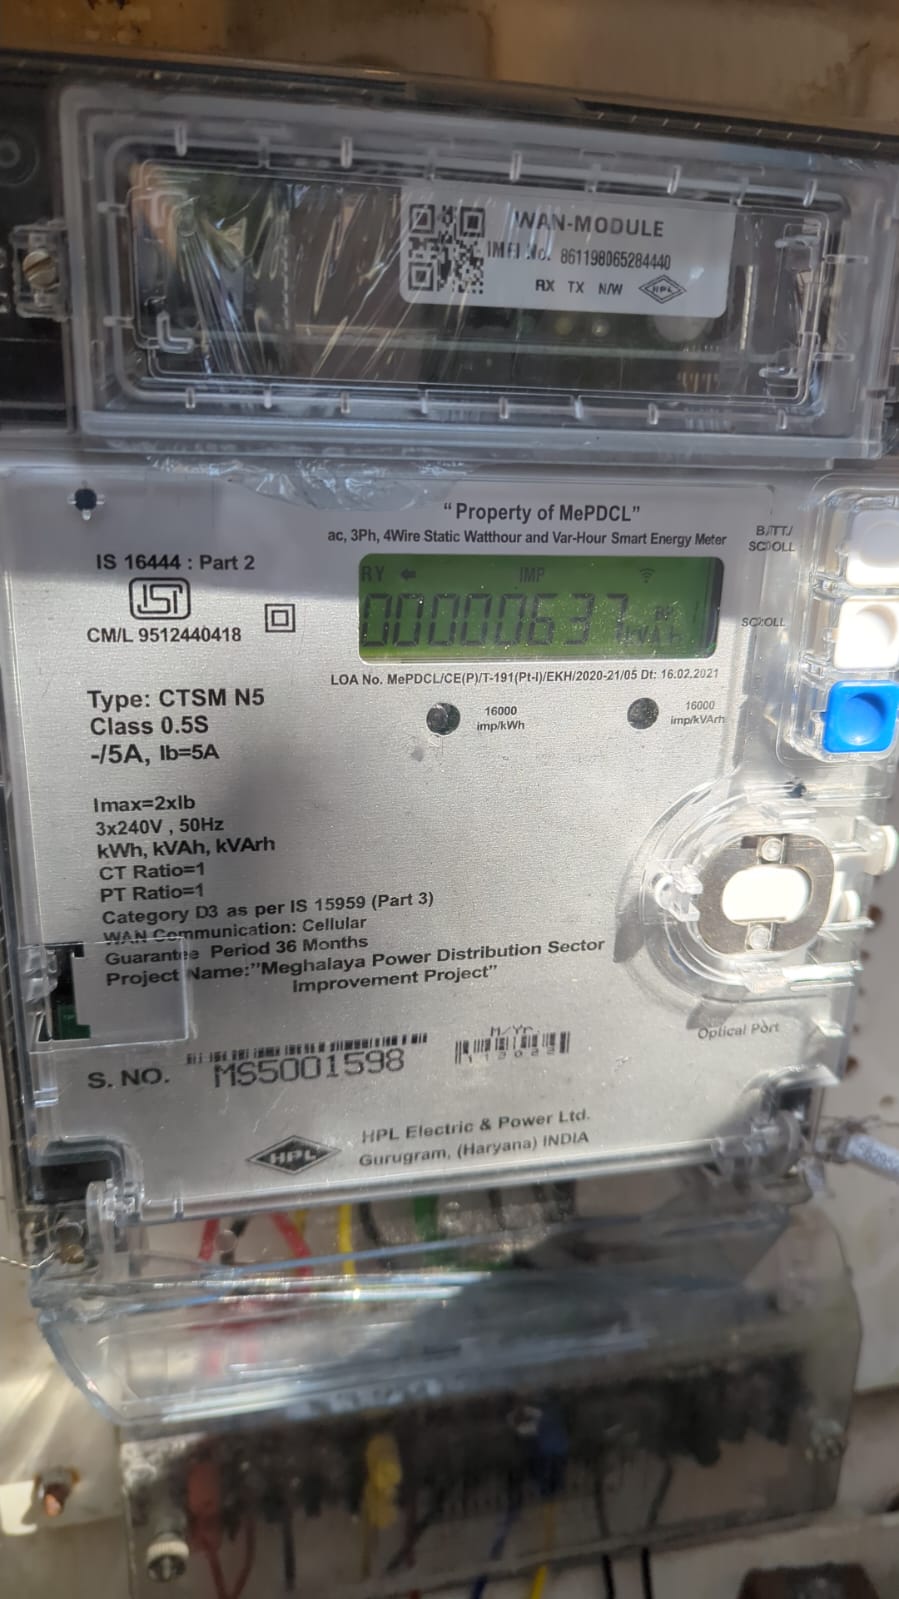 WAN-MODULE
IMEI No. 861198065284440
RX TX N/W HPL
"Property of MePDCL"
ac, 3Ph, 4Wire Static Watthour and Var-Hour Smart Energy Meter
BATT/
SCROLL
IS 16444 : Part 2
ISI
CM/L 9512440418
RY IMP
SCROLL
LOA No. MePDCL/CE(P)/T-191(Pt-I)/EKH/2020-21/05 Dt: 16.02.2021
Type: CTSM N5
Class 0.5S
-/5A, Ib=5A
16000
imp/kWh
16000
imp/kVArh
Imax=2xIb
3x240V , 50Hz
kWh, kVAh, kVArh
CT Ratio=1
PT Ratio=1
Category D3 as per IS 15959 (Part 3)
WAN Communication: Cellular
Guarantee Period 36 Months
Project Name:"Meghalaya Power Distribution Sector
Improvement Project"
Optical Port
M/Yr.
S. NO. MS5001598
HPL
HPL Electric & Power Ltd.
Gurugram, (Haryana) INDIA